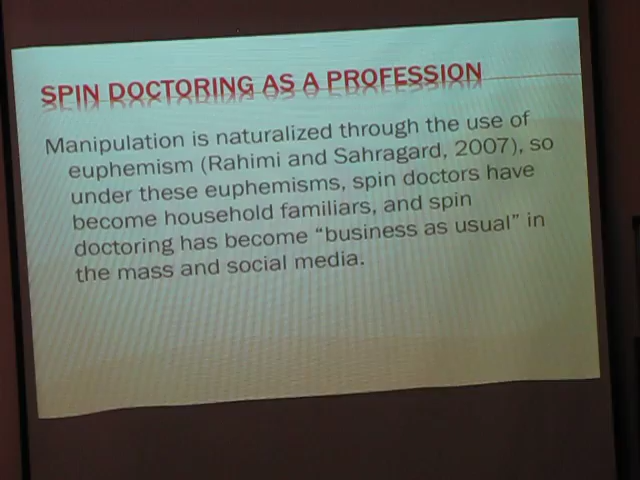 SPIN DOCTORING AS A PROFESSION
Manipulation is naturalized through the use of
euphemism (Rahimi and Sahragard, 2007), so
under these euphemisms, spin doctors have
become household familiars, and spin
doctoring has become “business as usual” in
the mass and social media.